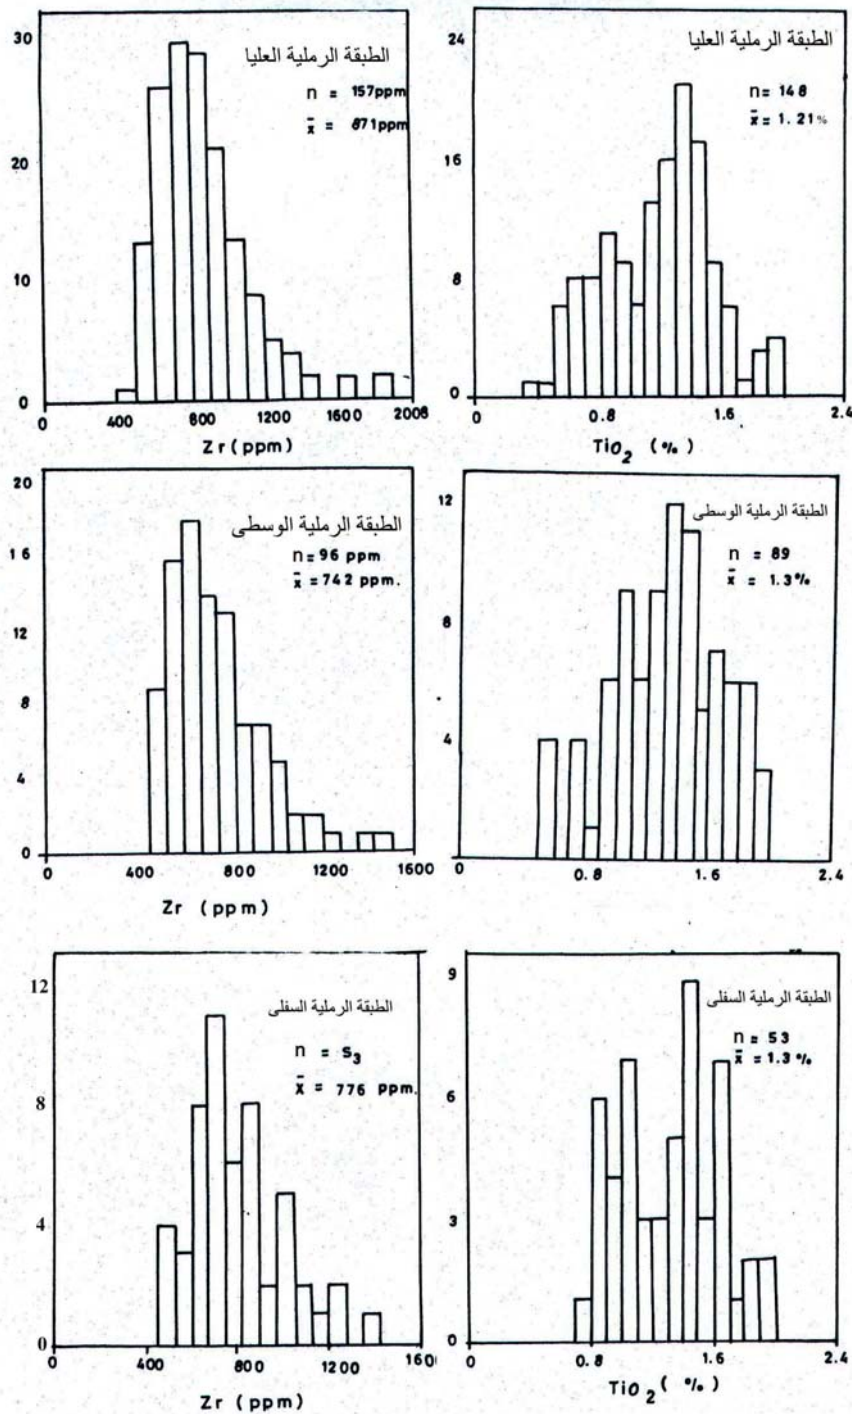 30
20
10
0
الطبقة الرملية العليا
n = 157ppm
x̄ = 871ppm
0 400 800 1200 1600 2008
Zr (ppm)
24
16
8
0
الطبقة الرملية العليا
n = 148
x̄ = 1.21%
0 0.8 1.6 2.4
TiO₂ (%)
20
16
12
8
4
0
الطبقة الرملية الوسطى
n = 96 ppm
x̄ = 742 ppm.
0 400 800 1200 1600
Zr (ppm)
12
8
4
0
الطبقة الرملية الوسطى
n = 89
x̄ = 1.3%
0 0.8 1.6 2.4
12
8
4
0
الطبقة الرملية السفلى
n = S₃
x̄ = 776 ppm.
0 400 800 1200 160
Zr (ppm)
9
6
3
0
الطبقة الرملية السفلى
n = 53
x̄ = 1.3%
0 0.8 1.6 2.4
TiO₂ (%)